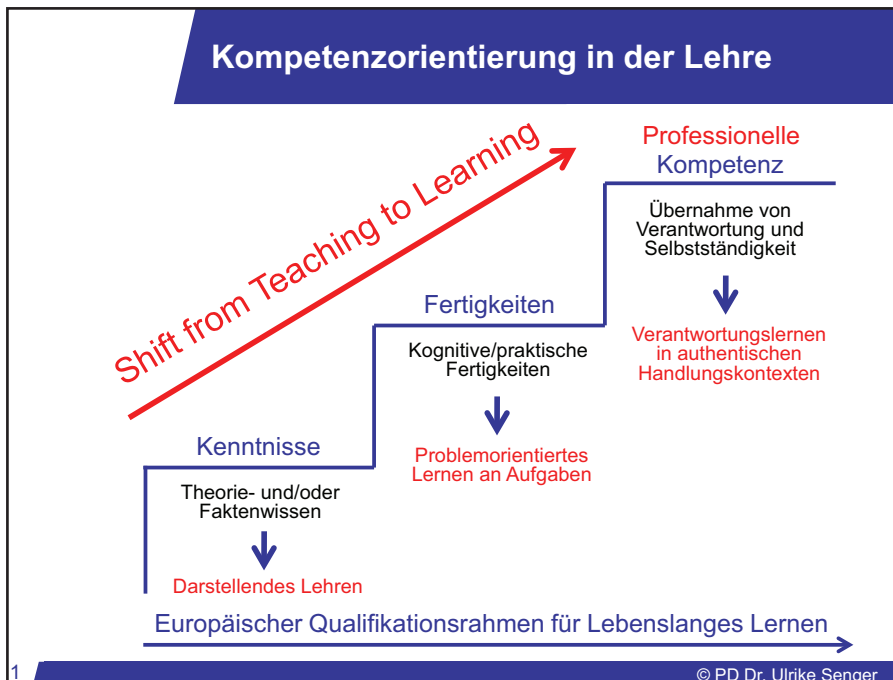 Kompetenzorientierung in der Lehre
Shift from Teaching to Learning
Professionelle
Kompetenz
Übernahme von
Verantwortung und
Selbstständigkeit
Verantwortungslernen
in authentischen
Handlungskontexten
Fertigkeiten
Kognitive/praktische
Fertigkeiten
Problemorientiertes
Lernen an Aufgaben
Kenntnisse
Theorie- und/oder
Faktenwissen
Darstellendes Lehren
Europäischer Qualifikationsrahmen für Lebenslanges Lernen
1
© PD Dr. Ulrike Senger